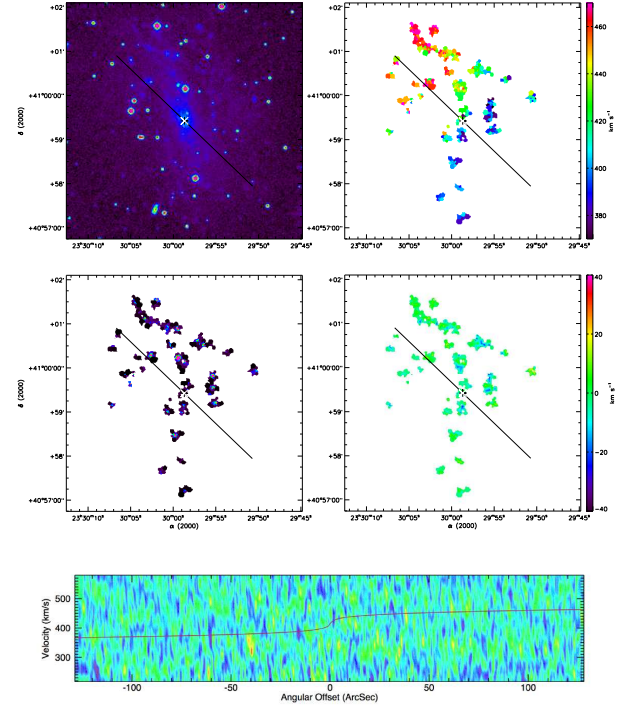 +02'
+01'
+41°00'00"
+59'
+58'
+40°57'00"
δ (2000)
23ʰ30ᵐ10ˢ 30ᵐ05ˢ 30ᵐ00ˢ 29ᵐ55ˢ 29ᵐ50ˢ 29ᵐ45ˢ
+02'
+01'
+41°00'00"
+59'
+58'
+40°57'00"
23ʰ30ᵐ10ˢ 30ᵐ05ˢ 30ᵐ00ˢ 29ᵐ55ˢ 29ᵐ50ˢ 29ᵐ45ˢ
460
440
420
400
380
km s⁻¹
+02'
+01'
+41°00'00"
+59'
+58'
+40°57'00"
δ (2000)
23ʰ30ᵐ10ˢ 30ᵐ05ˢ 30ᵐ00ˢ 29ᵐ55ˢ 29ᵐ50ˢ 29ᵐ45ˢ
α (2000)
+02'
+01'
+41°00'00"
+59'
+58'
+40°57'00"
23ʰ30ᵐ10ˢ 30ᵐ05ˢ 30ᵐ00ˢ 29ᵐ55ˢ 29ᵐ50ˢ 29ᵐ45ˢ
α (2000)
40
20
0
-20
-40
km s⁻¹
Velocity (km/s)
500
400
300
-100 -50 0 50 100
Angular Offset (ArcSec)